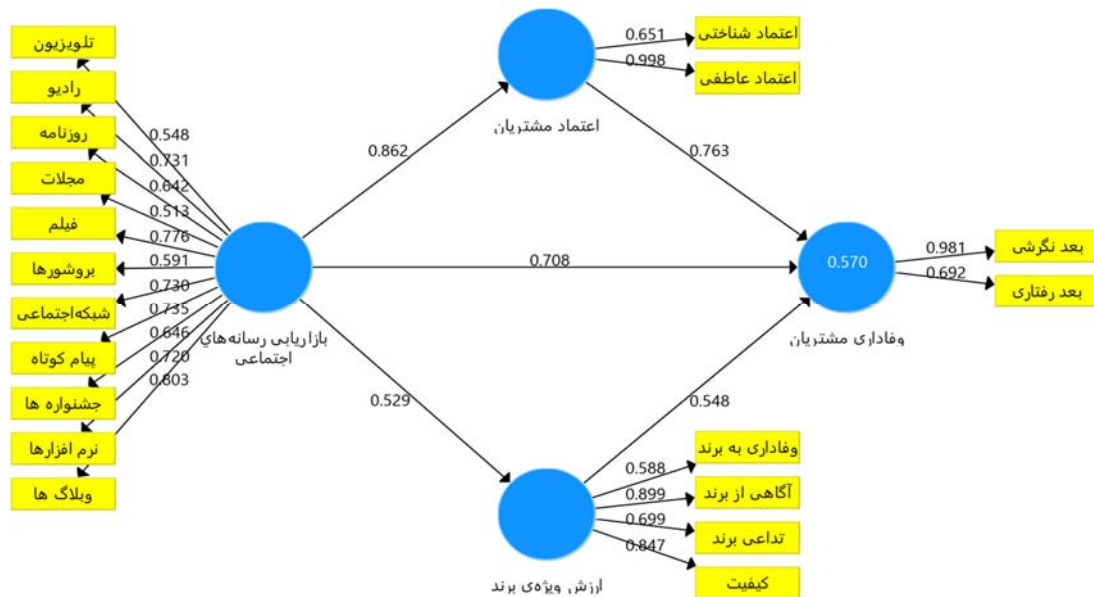 تلویزیون
رادیو
روزنامه
مجلات
فیلم
بروشورها
شبکه‌اجتماعی
پیام کوتاه
جشنواره ها
نرم افزارها
وبلاگ ها
0.548
0.731
0.642
0.513
0.776
0.591
0.730
0.735
0.646
0.720
0.803
بازاریابی رسانه‌هاي
اجتماعی
0.862
0.708
0.529
اعتماد مشتریان
0.651
0.998
اعتماد شناختی
اعتماد عاطفی
0.763
0.548
0.570
وفاداری مشتریان
0.981
0.692
بعد نگرشی
بعد رفتاری
ارزش ویژه‌ی برند
0.588
0.899
0.699
0.847
وفاداری به برند
آگاهی از برند
تداعی برند
کیفیت